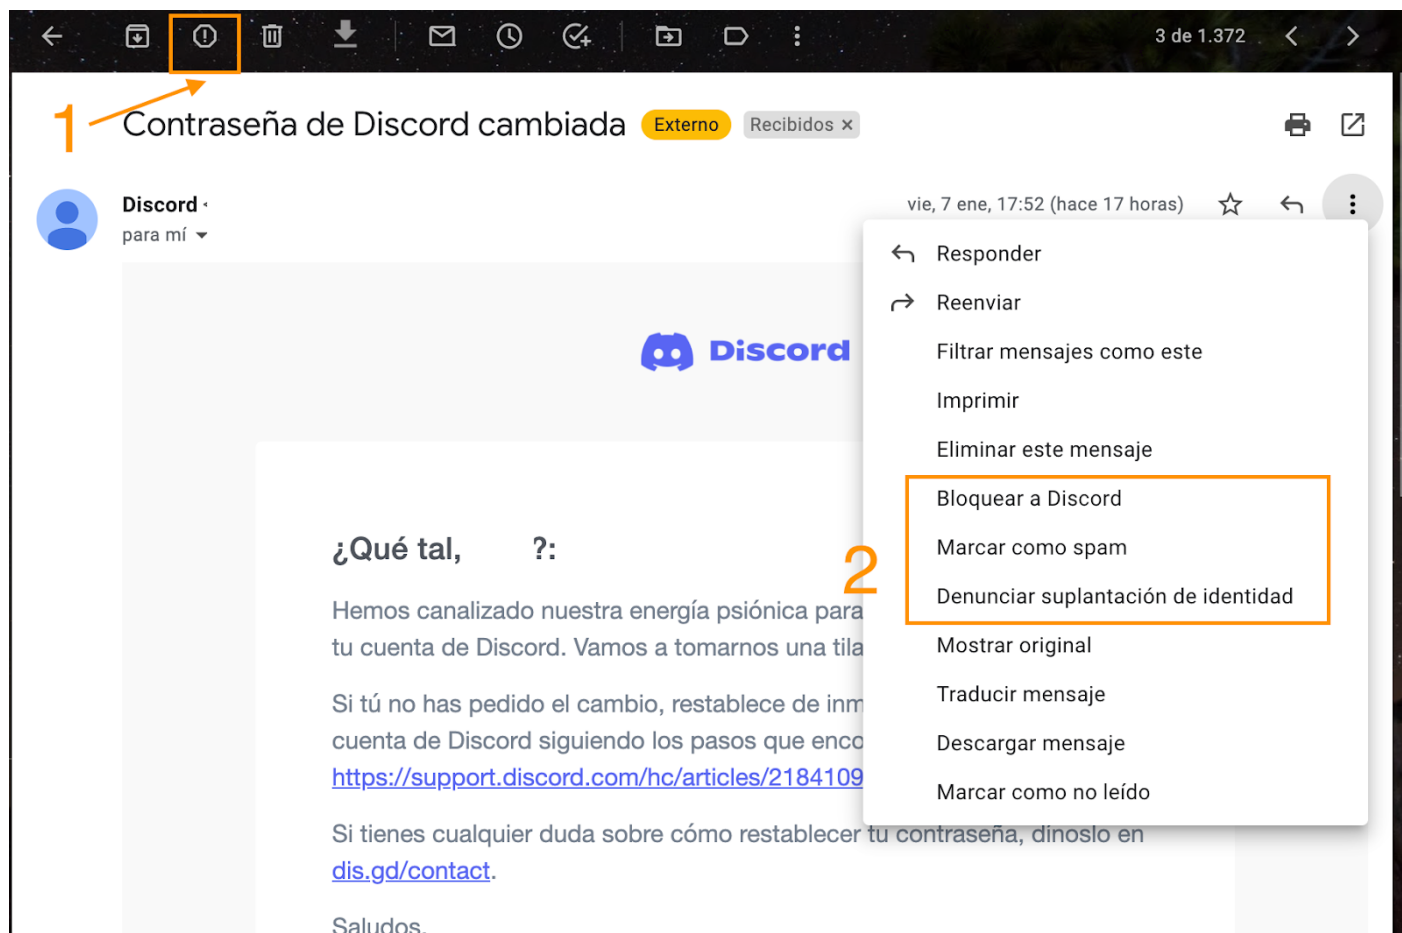 3 de 1.372
1
Contraseña de Discord cambiada Externo Recibidos ×
Discord
vie, 7 ene, 17:52 (hace 17 horas)
para mí
Responder
Reenviar
Filtrar mensajes como este
Imprimir
Eliminar este mensaje
Bloquear a Discord
Marcar como spam
Denunciar suplantación de identidad
Mostrar original
Traducir mensaje
Descargar mensaje
Marcar como no leído
2
Discord
¿Qué tal, ?:
Hemos canalizado nuestra energía psiónica para
tu cuenta de Discord. Vamos a tomarnos una tila
Si tú no has pedido el cambio, restablece de inm
cuenta de Discord siguiendo los pasos que enco
https://support.discord.com/hc/articles/2184109
Si tienes cualquier duda sobre cómo restablecer tu contraseña, dínoslo en
dis.gd/contact.
Saludos,